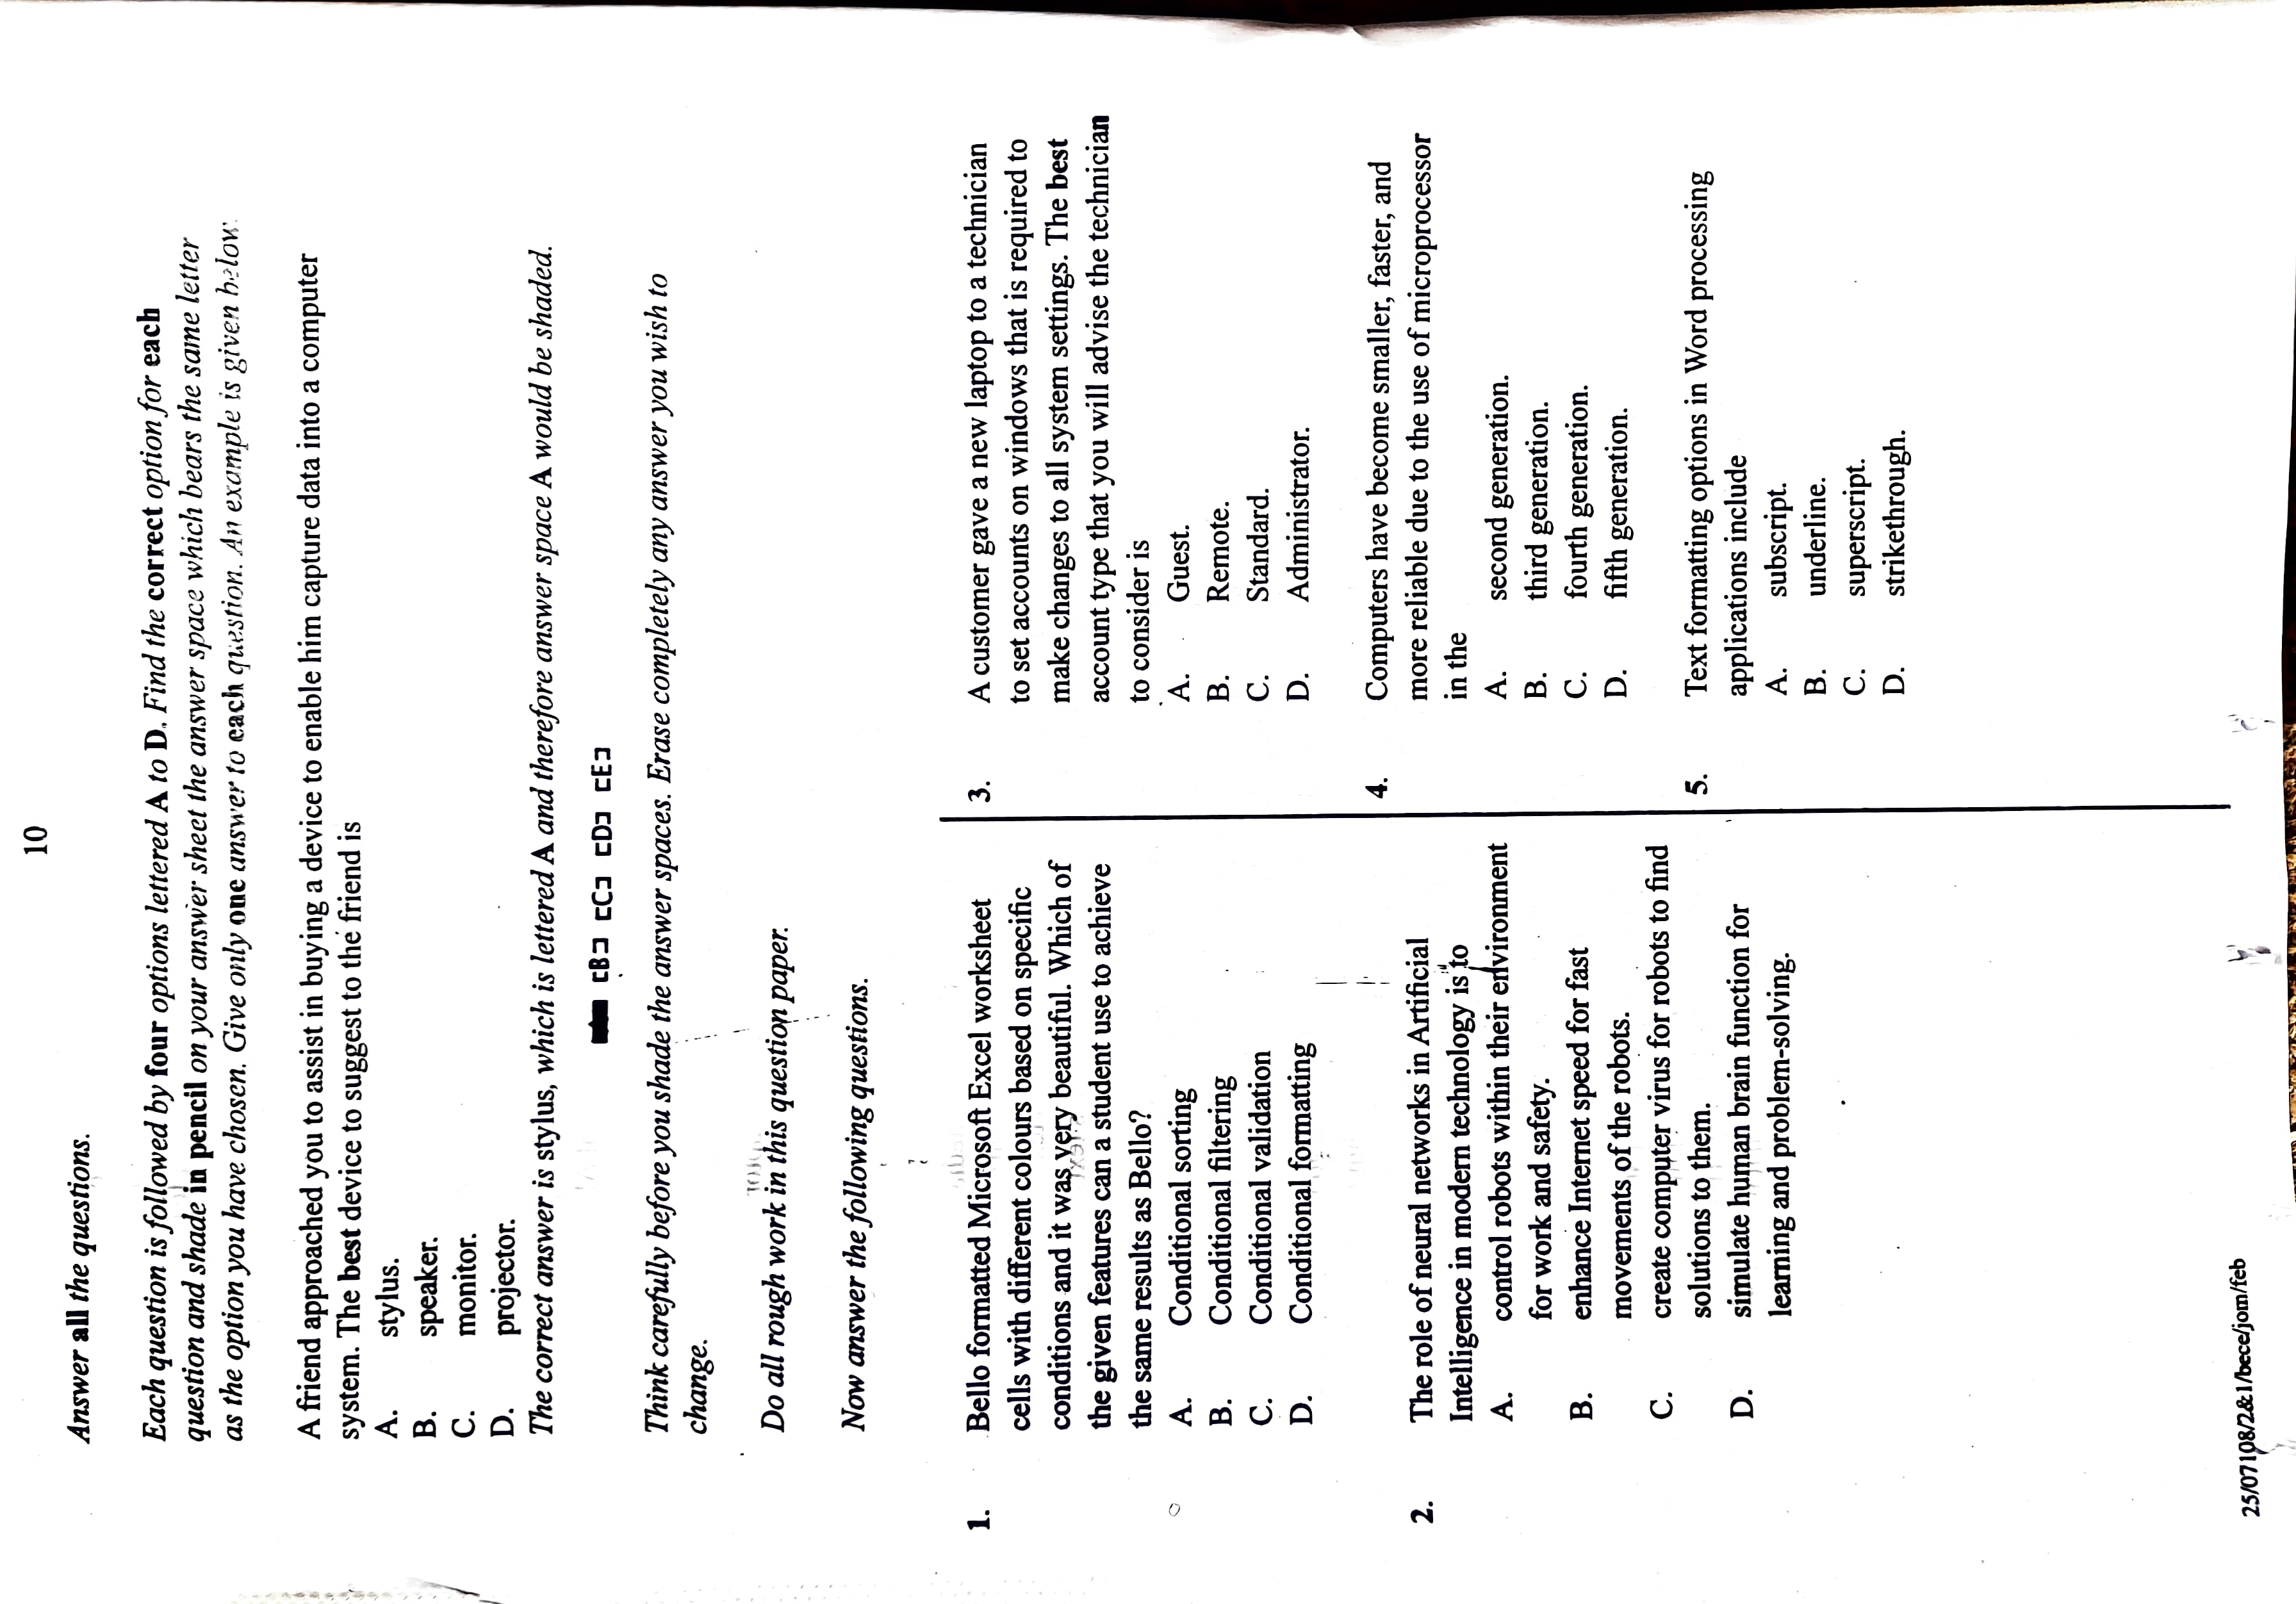 10
Answer all the questions.
Each question is followed by four options lettered A to D. Find the correct option for each
question and shade in pencil on your answer sheet the answer space which bears the same letter
as the option you have chosen. Give only one answer to each question. An example is given below.
A friend approached you to assist in buying a device to enable him capture data into a computer
system. The best device to suggest to the friend is
A. stylus.
B. speaker.
C. monitor.
D. projector.
The correct answer is stylus, which is lettered A and therefore answer space A would be shaded.
[B] [C] [D] [E]
Think carefully before you shade the answer spaces. Erase completely any answer you wish to
change.
Do all rough work in this question paper.
Now answer the following questions.
1. Bello formatted Microsoft Excel worksheet
cells with different colours based on specific
conditions and it was very beautiful. Which of
the given features can a student use to achieve
the same results as Bello?
A. Conditional sorting
B. Conditional filtering
C. Conditional validation
D. Conditional formatting
2. The role of neural networks in Artificial
Intelligence in modern technology is to
A. control robots within their environment
for work and safety.
B. enhance Internet speed for fast
movements of the robots.
C. create computer virus for robots to find
solutions to them.
D. simulate human brain function for
learning and problem-solving.
3. A customer gave a new laptop to a technician
to set accounts on windows that is required to
make changes to all system settings. The best
account type that you will advise the technician
to consider is
A. Guest.
B. Remote.
C. Standard.
D. Administrator.
4. Computers have become smaller, faster, and
more reliable due to the use of microprocessor
in the
A. second generation.
B. third generation.
C. fourth generation.
D. fifth generation.
5. Text formatting options in Word processing
applications include
A. subscript.
B. underline.
C. superscript.
D. strikethrough.
25/07108/2&1/bece/jom/feb